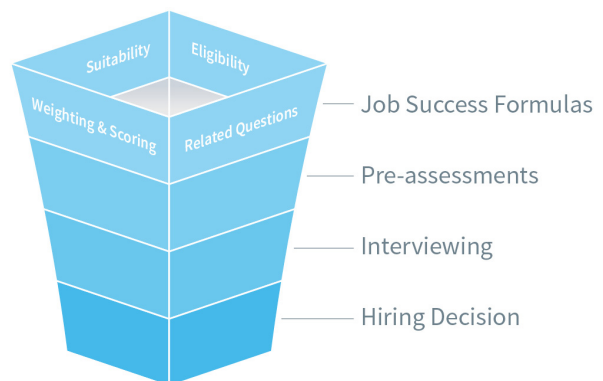 Suitability
Eligibility
Weighting & Scoring
Related Questions
Job Success Formulas
Pre-assessments
Interviewing
Hiring Decision